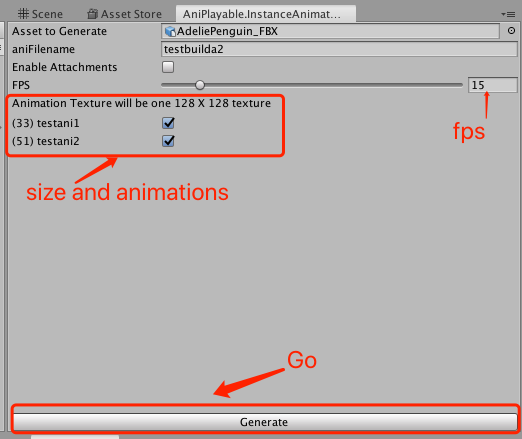 Scene Asset Store AniPlayable.InstanceAnimat...
Asset to Generate AdeliePenguin_FBX
aniFilename testbuilda2
Enable Attachments
FPS 15
Animation Texture will be one 128 X 128 texture
(33) testani1
(51) testani2
fps
size and animations
Go
Generate